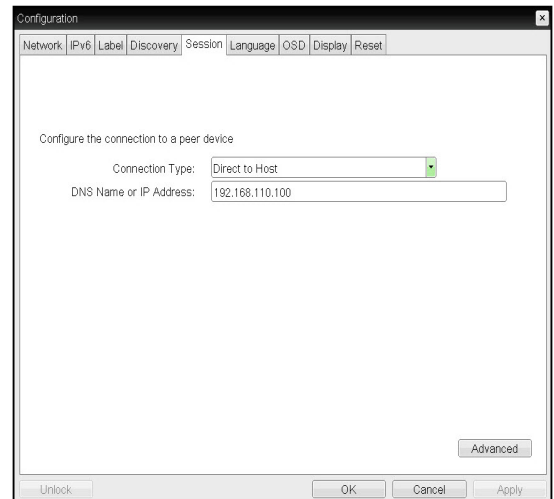 Configuration
Network IPv6 Label Discovery Session Language OSD Display Reset
Configure the connection to a peer device
Connection Type: Direct to Host
DNS Name or IP Address: 192.168.110.100
Advanced
Unlock OK Cancel Apply